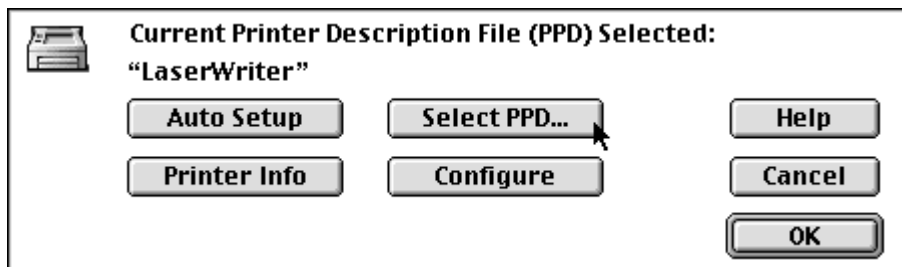 Current Printer Description File (PPD) Selected:
“LaserWriter”
Auto Setup Select PPD... Help
Printer Info Configure Cancel
OK